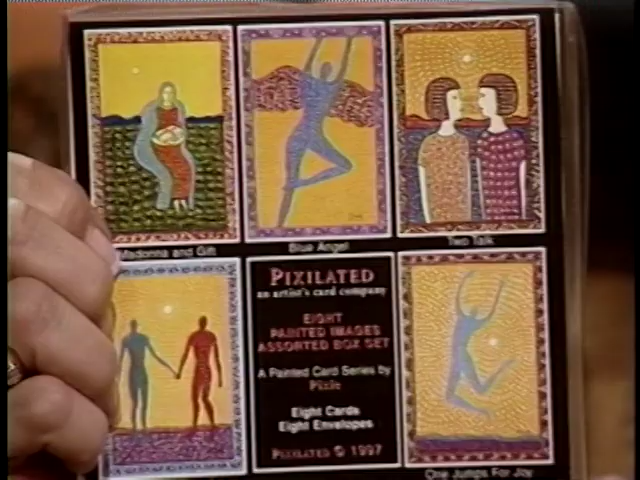 Madonna and Gift
Blue Angel
Two Talk
PIXILATED
an artist's card company
EIGHT
PAINTED IMAGES
ASSORTED BOX SET
A Painted Card Series by
Pixie
Eight Cards
Eight Envelopes
PIXILATED © 1997
One Jumps For Joy